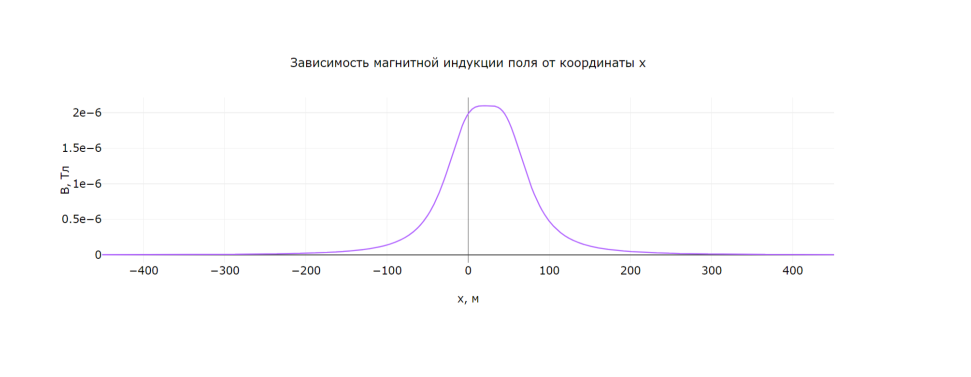 Зависимость магнитной индукции поля от координаты x
2e−6
1.5e−6
1e−6
0.5e−6
0
B, Тл
−400 −300 −200 −100 0 100 200 300 400
x, м